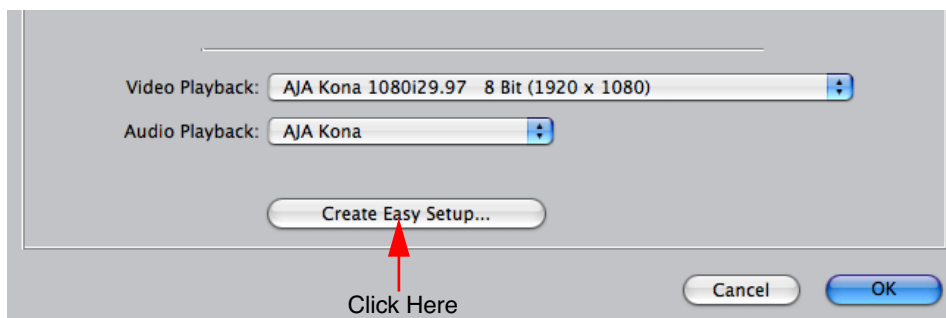 Video Playback: AJA Kona 1080i29.97 8 Bit (1920 x 1080)
Audio Playback: AJA Kona
Create Easy Setup...
Click Here
Cancel OK